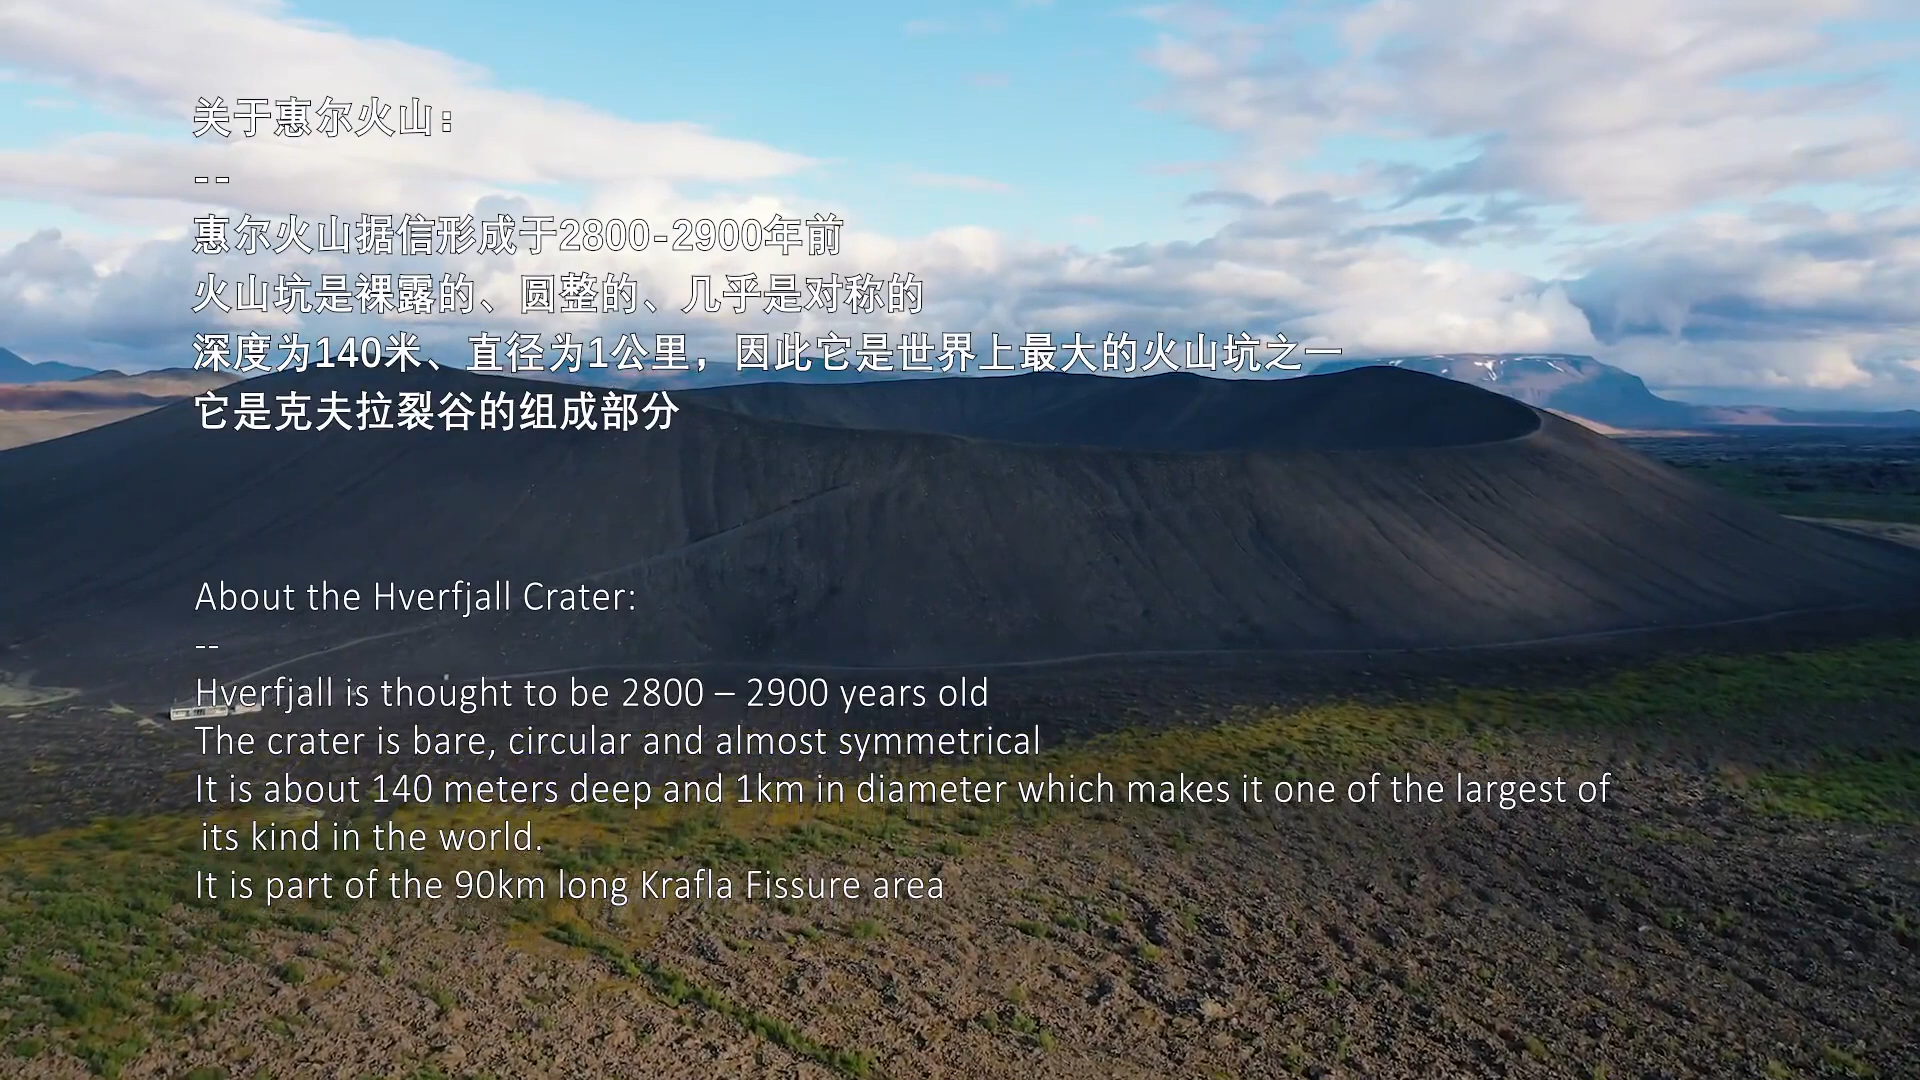 关于惠尔火山：
--
惠尔火山据信形成于2800-2900年前
火山坑是裸露的、圆整的、几乎是对称的
深度为140米、直径为1公里，因此它是世界上最大的火山坑之一
它是克夫拉裂谷的组成部分
About the Hverfjall Crater:
--
Hverfjall is thought to be 2800 – 2900 years old
The crater is bare, circular and almost symmetrical
It is about 140 meters deep and 1km in diameter which makes it one of the largest of
its kind in the world.
It is part of the 90km long Krafla Fissure area